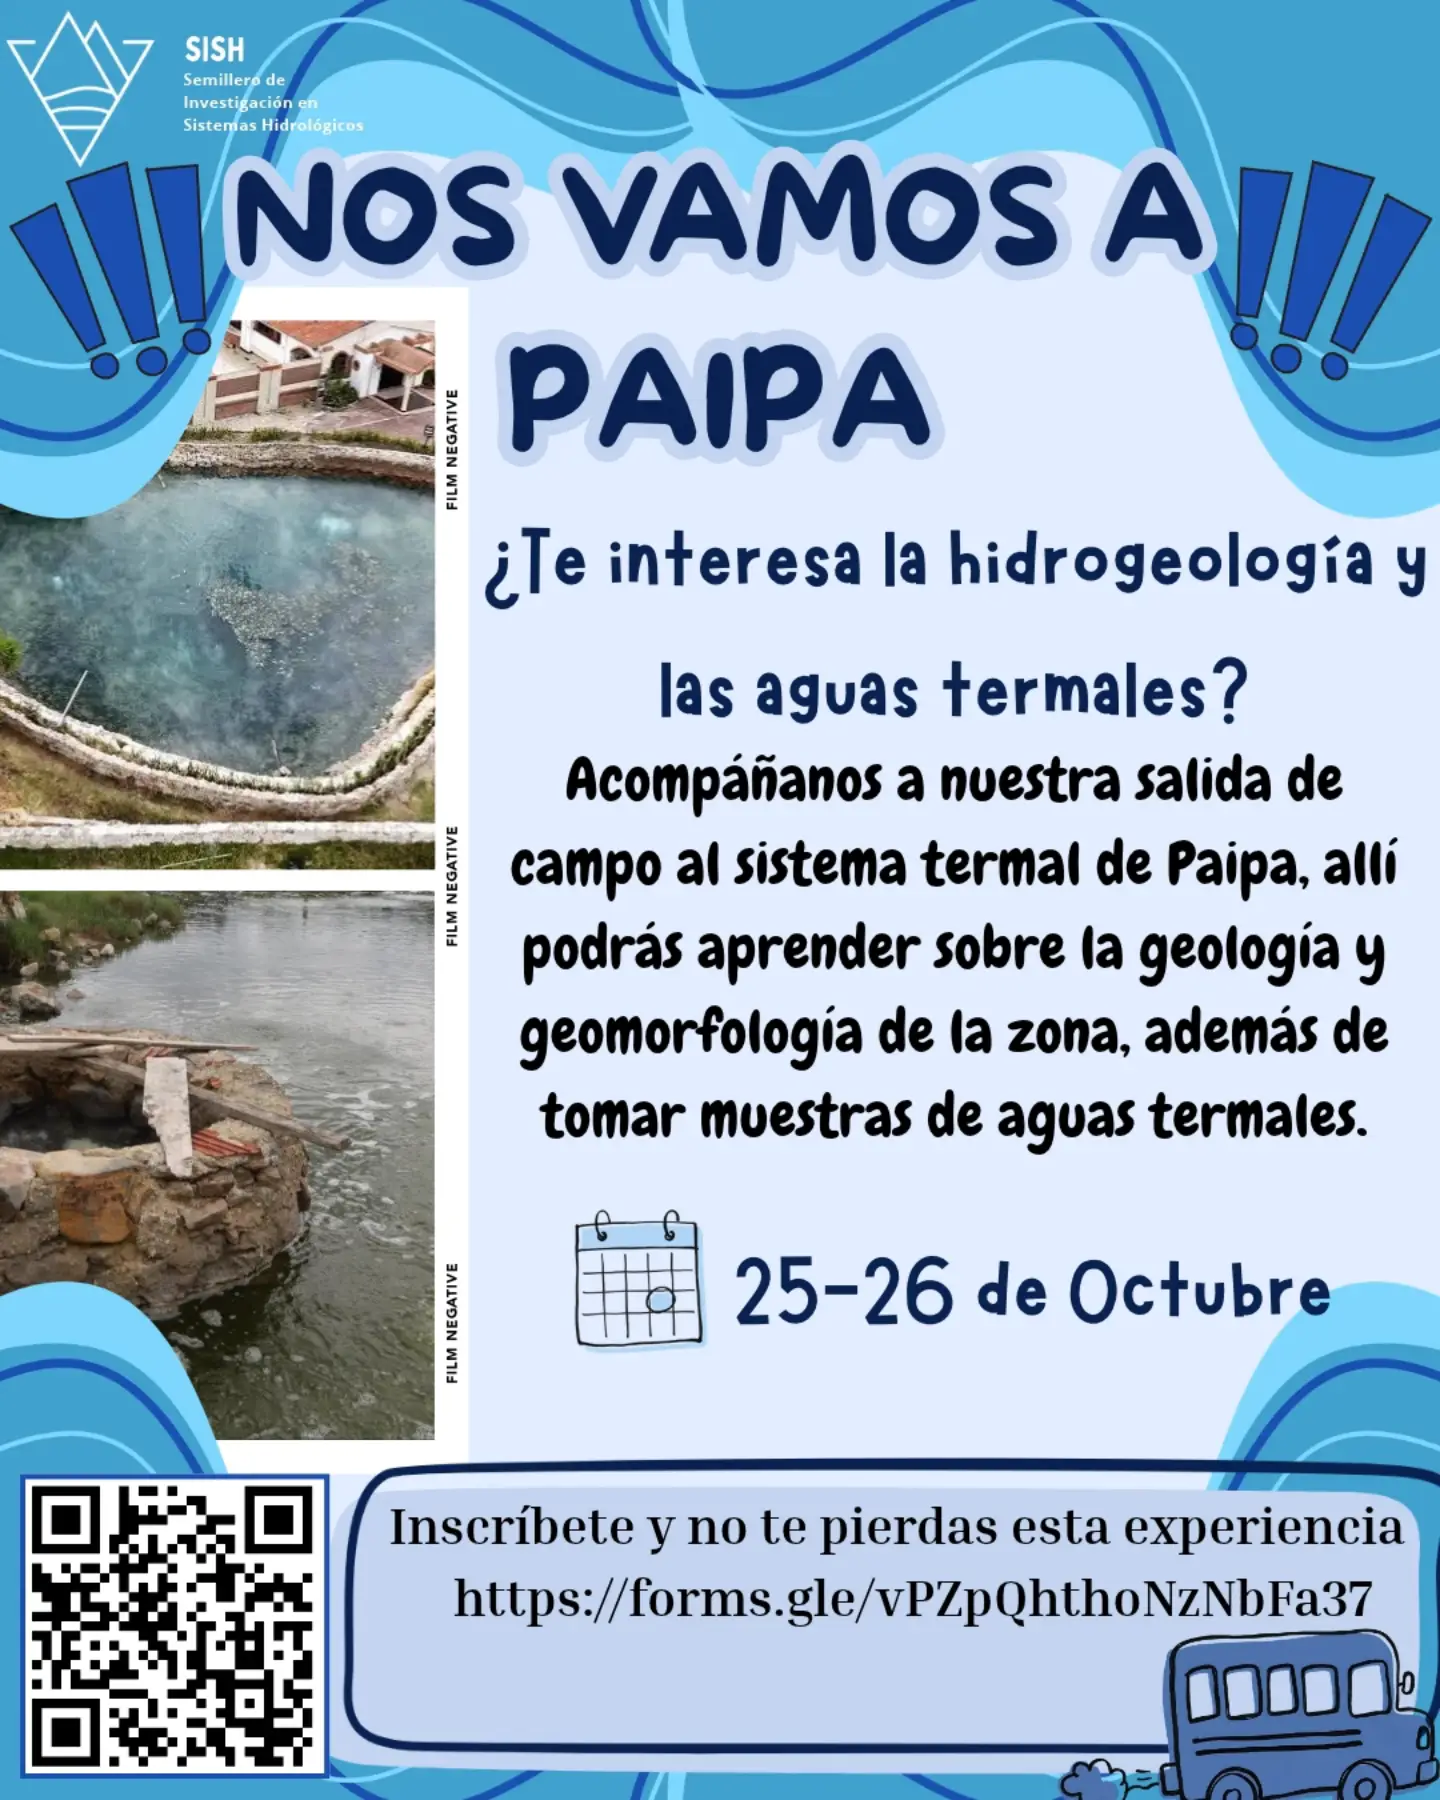 SISH
Semillero de
Investigación en
Sistemas Hidrológicos
!!! NOS VAMOS A !!!
PAIPA
FILM NEGATIVE
¿Te interesa la hidrogeología y
las aguas termales?
Acompáñanos a nuestra salida de
campo al sistema termal de Paipa, allí
podrás aprender sobre la geología y
geomorfología de la zona, además de
tomar muestras de aguas termales.
FILM NEGATIVE
25-26 de Octubre
FILM NEGATIVE
Inscríbete y no te pierdas esta experiencia
https://forms.gle/vPZpQhthoNzNbFa37